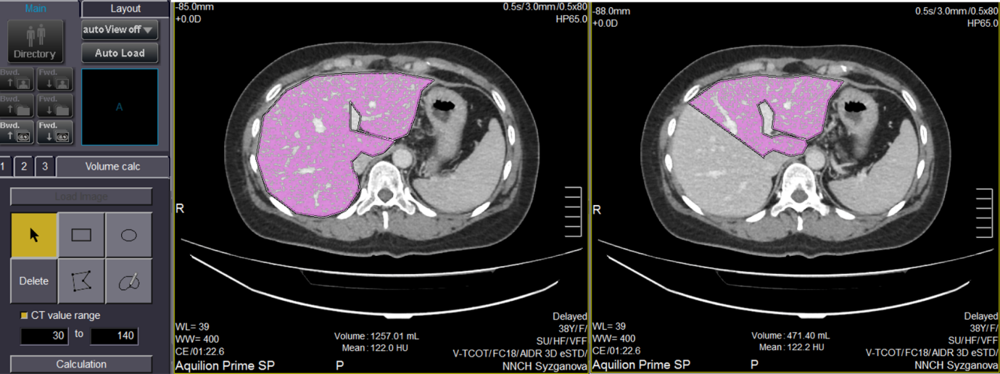 Main
Layout
Directory
auto View off
Auto Load
Bwd.
Fwd.
Bwd.
Fwd.
Bwd.
Fwd.
A
1
2
3
Volume calc
Load Image
Delete
CT value range
30 to 140
Calculation
-85.0mm
+0.0D
0.5s/3.0mm/0.5x80
HP65.0
R
WL= 39
WW= 400
CE/01:22.6
Aquilion Prime SP
Volume : 1257.01 mL
Mean : 122.0 HU
P
Delayed
38Y/F/
SU/HF/VFF
V-TCOT/FC18/AIDR 3D eSTD/
NNCH Syzganova
-88.0mm
+0.0D
0.5s/3.0mm/0.5x80
HP65.0
R
WL= 39
WW= 400
CE/01:22.6
Aquilion Prime SP
Volume : 471.40 mL
Mean : 122.2 HU
P
Delayed
38Y/F/
SU/HF/VFF
V-TCOT/FC18/AIDR 3D eSTD/
NNCH Syzganova